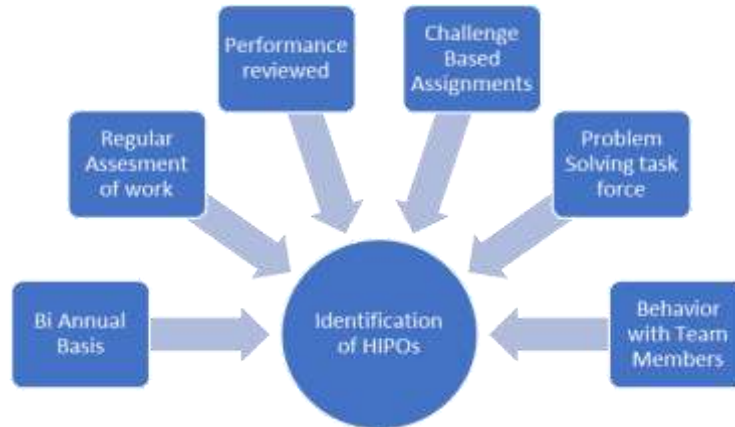 Performance
reviewed
Challenge
Based
Assignments
Regular
Assesment
of work
Problem
Solving task
force
Bi Annual
Basis
Identification
of HIPOs
Behavior
with Team
Members